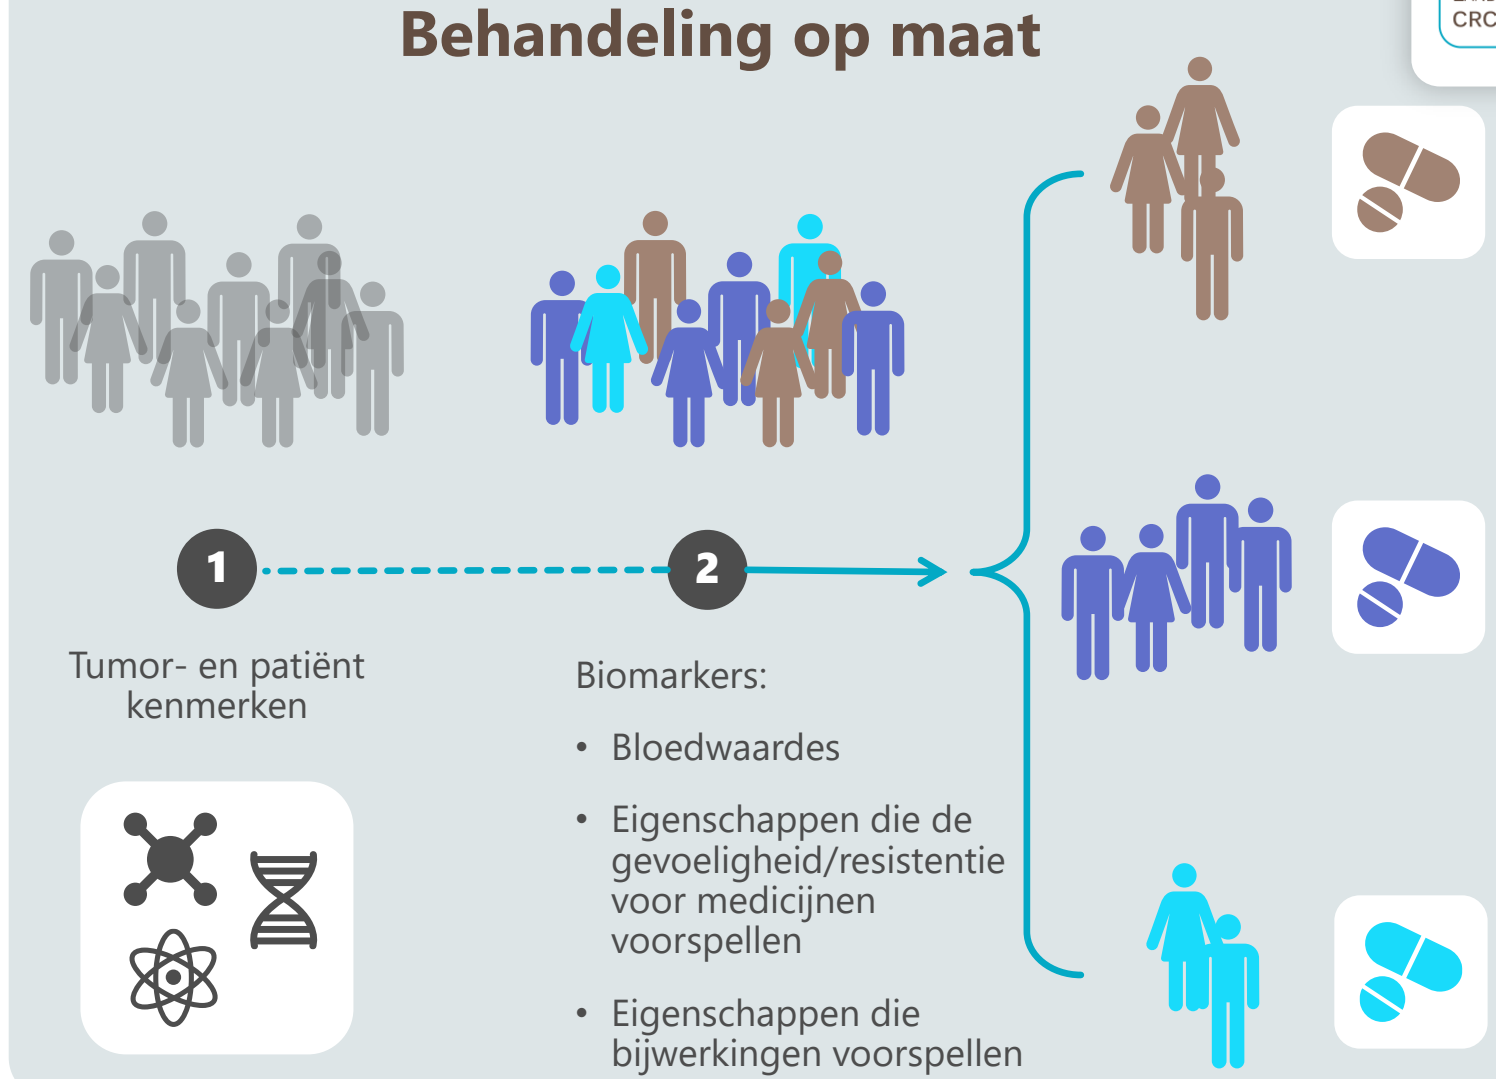 Behandeling op maat
CRC
1
2
Tumor- en patiënt
kenmerken
Biomarkers:
• Bloedwaardes
• Eigenschappen die de
gevoeligheid/resistentie
voor medicijnen
voorspellen
• Eigenschappen die
bijwerkingen voorspellen